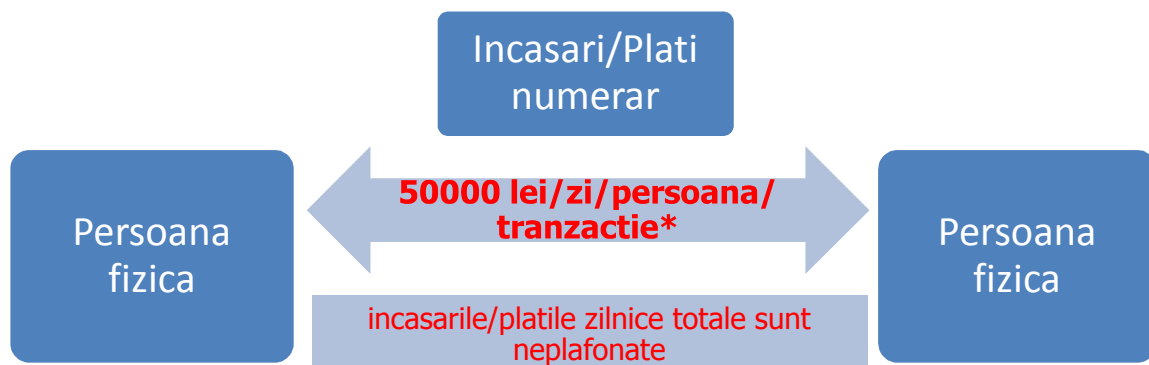 Incasari/Plati
numerar
50000 lei/zi/persoana/
tranzactie*
Persoana
fizica
Persoana
fizica
incasarile/platile zilnice totale sunt
neplafonate